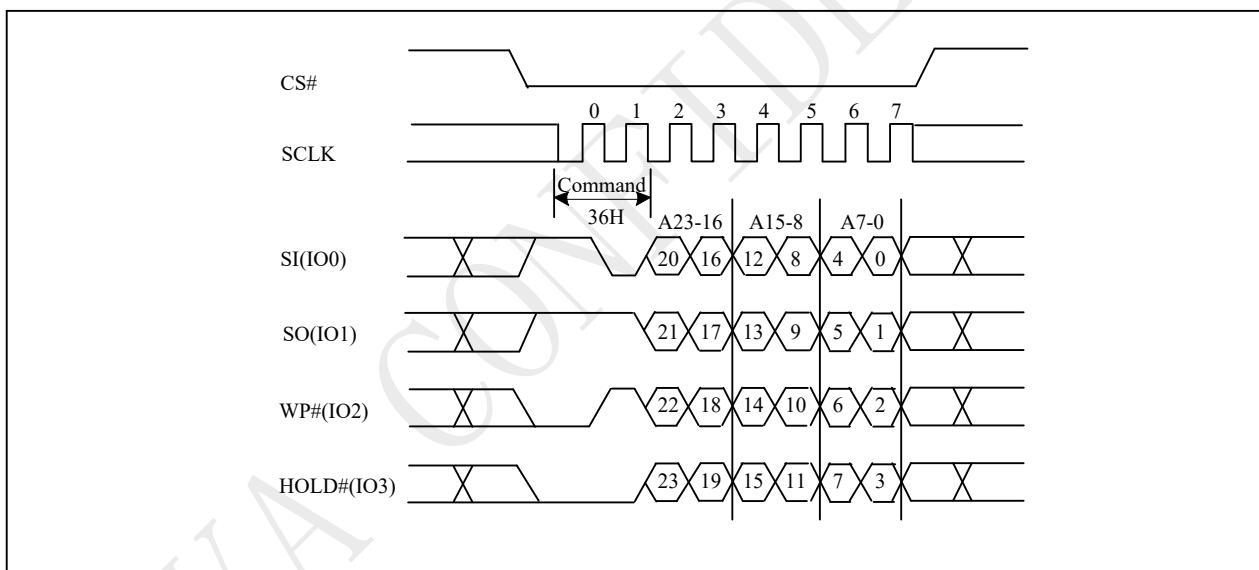 CS#
0 1 2 3 4 5 6 7
SCLK
Command
36H
A23-16 A15-8 A7-0
SI(IO0)
20 16 12 8 4 0
SO(IO1)
21 17 13 9 5 1
WP#(IO2)
22 18 14 10 6 2
HOLD#(IO3)
23 19 15 11 7 3